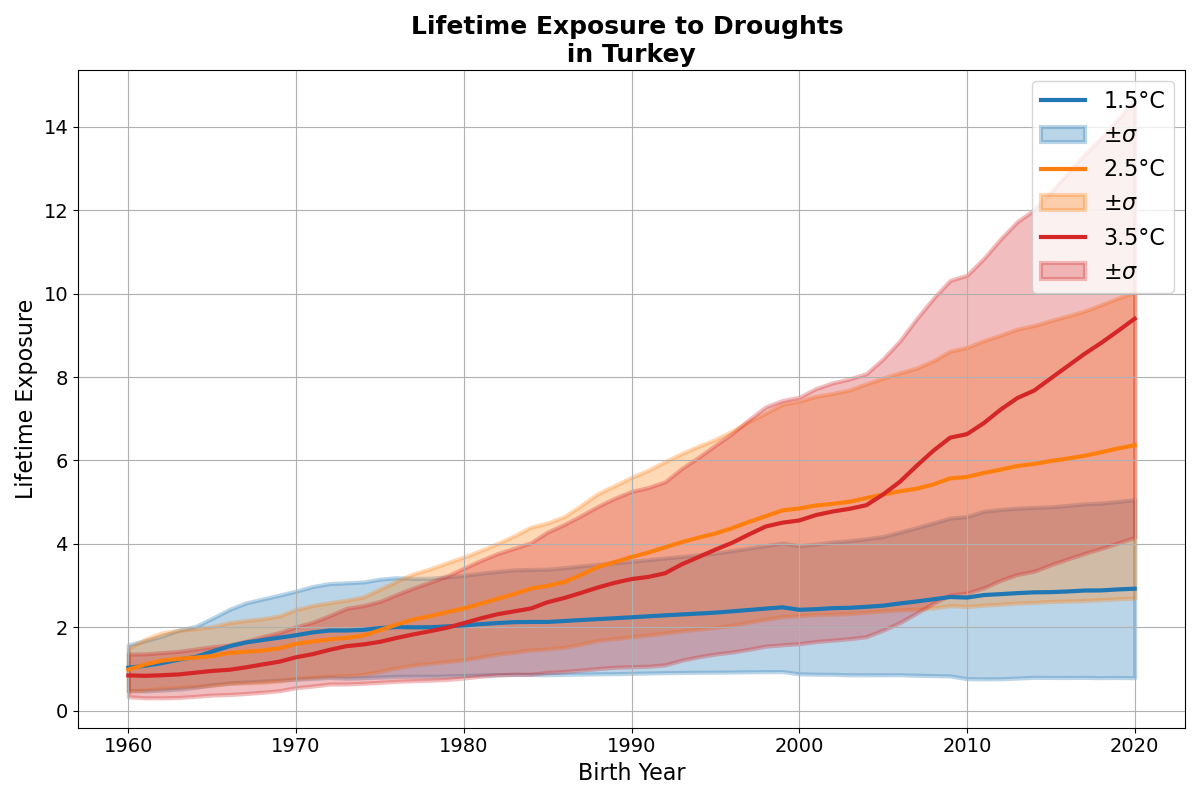 Lifetime Exposure to Droughts
in Turkey
1.5°C
±σ
2.5°C
±σ
3.5°C
±σ
Lifetime Exposure
14
12
10
8
6
4
2
0
1960
1970
1980
1990
2000
2010
2020
Birth Year